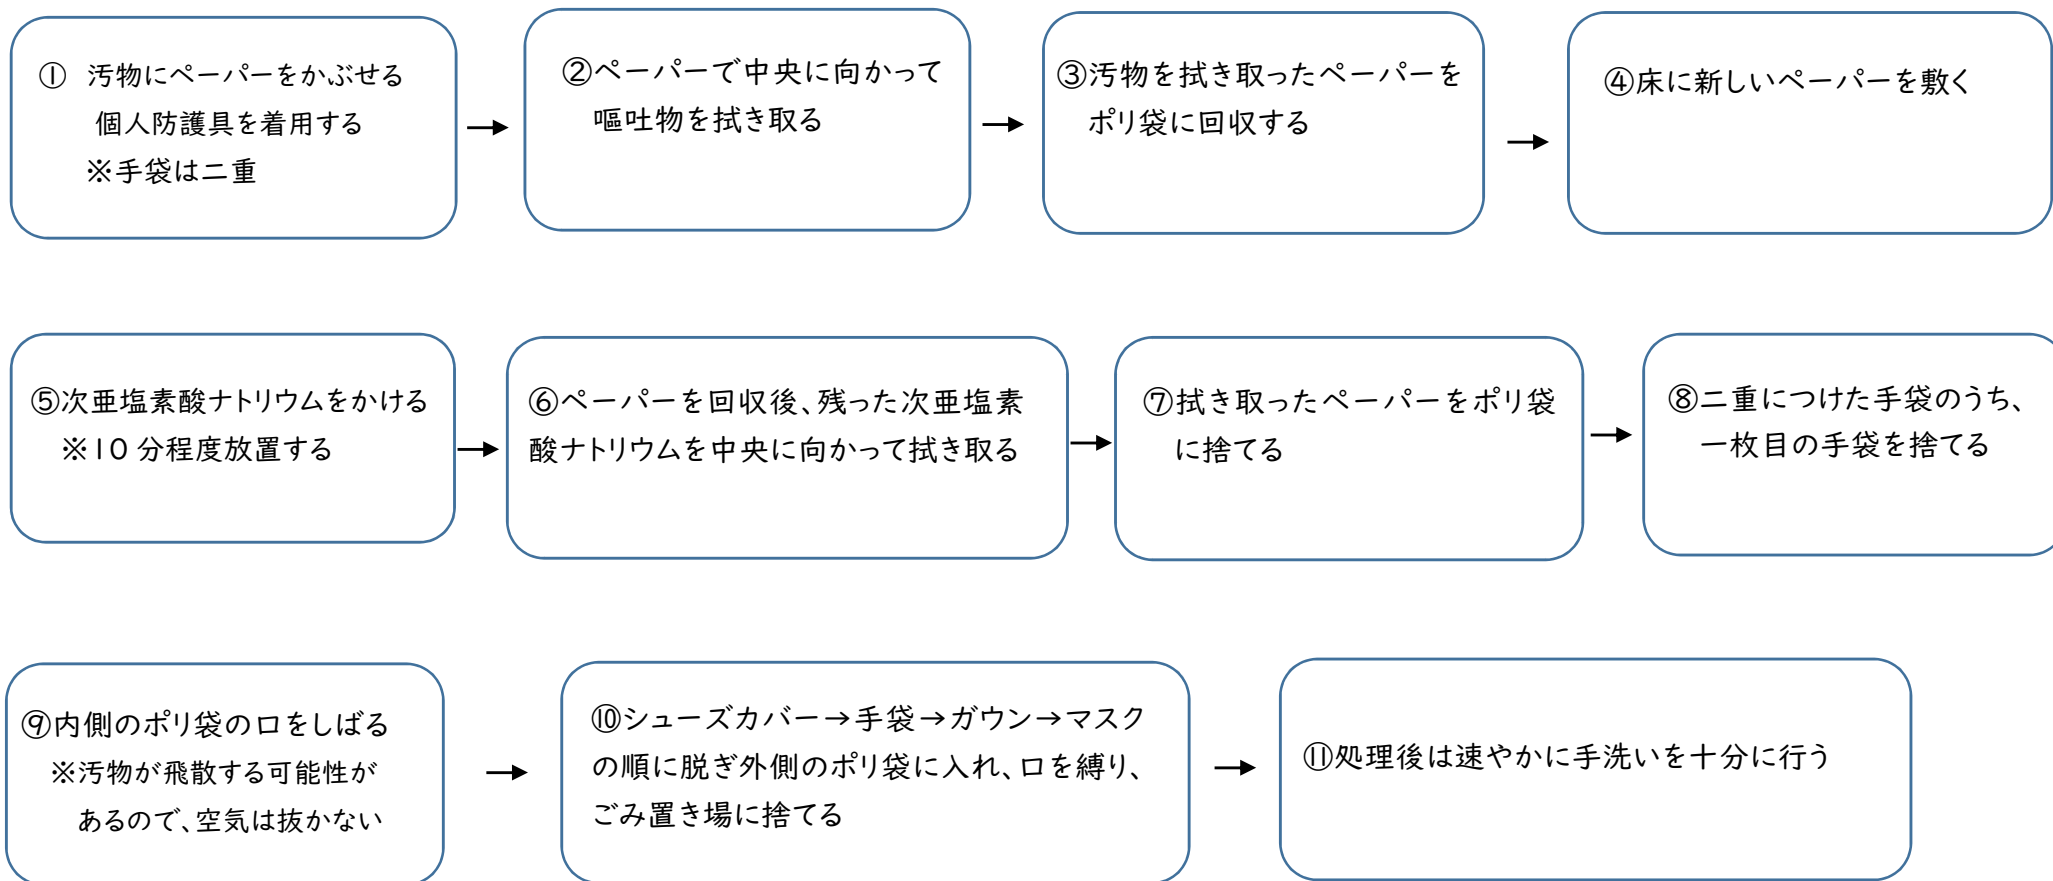 ① 汚物にペーパーをかぶせる
個人防護具を着用する
※手袋は二重
②ペーパーで中央に向かって
嘔吐物を拭き取る
③汚物を拭き取ったペーパーを
ポリ袋に回収する
④床に新しいペーパーを敷く
⑤次亜塩素酸ナトリウムをかける
※10分程度放置する
⑥ペーパーを回収後、残った次亜塩素
酸ナトリウムを中央に向かって拭き取る
⑦拭き取ったペーパーをポリ袋
に捨てる
⑧二重につけた手袋のうち、
一枚目の手袋を捨てる
⑨内側のポリ袋の口をしばる
※汚物が飛散する可能性が
あるので、空気は抜かない
⑩シューズカバー→手袋→ガウン→マスク
の順に脱ぎ外側のポリ袋に入れ、口を縛り、
ごみ置き場に捨てる
⑪処理後は速やかに手洗いを十分に行う